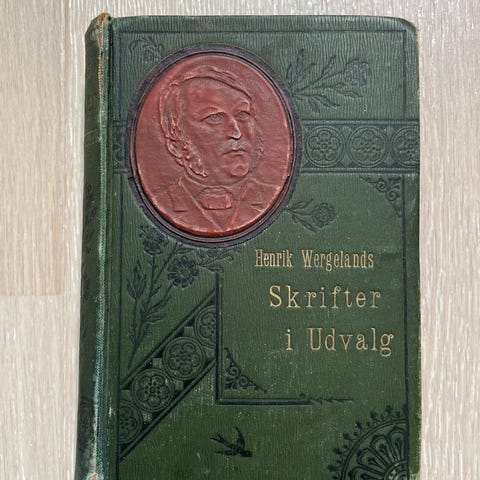 Henrik Wergelands
Skrifter
i Udvalg